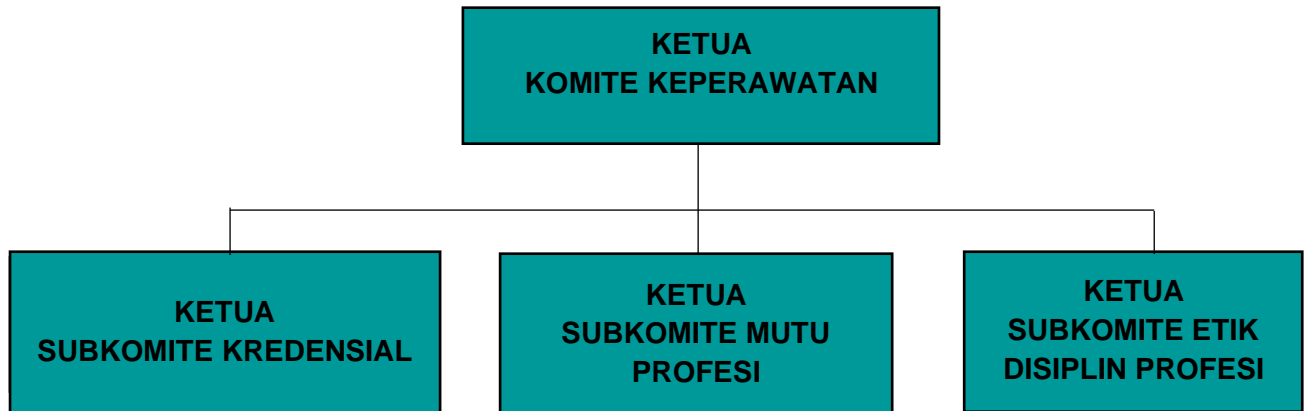 KETUA
KOMITE KEPERAWATAN
KETUA
SUBKOMITE KREDENSIAL
KETUA
SUBKOMITE MUTU
PROFESI
KETUA
SUBKOMITE ETIK
DISIPLIN PROFESI